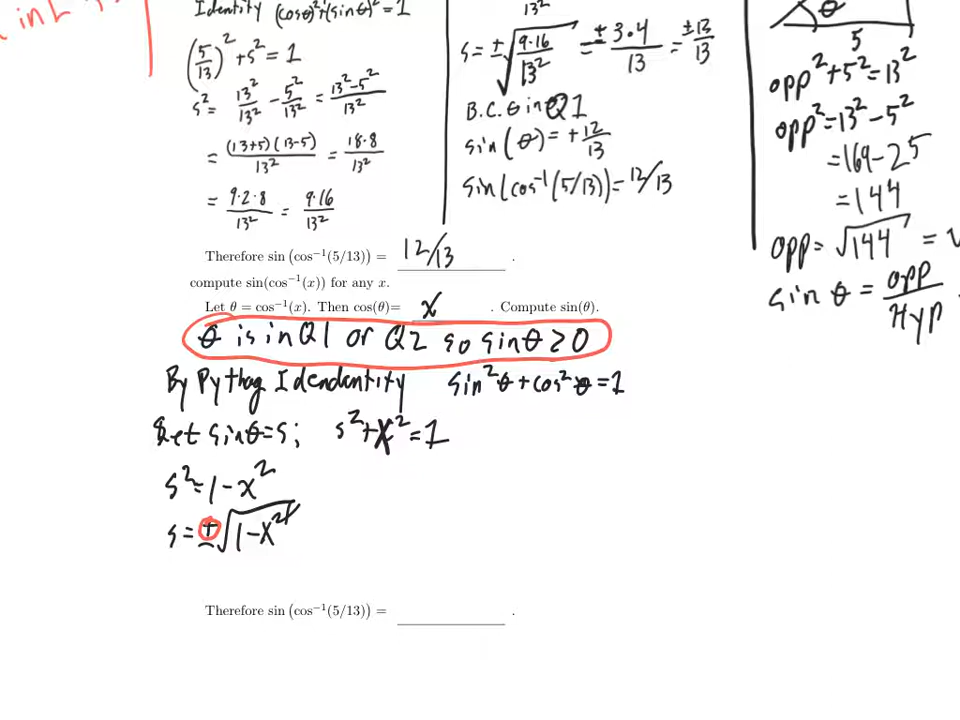 in L
Identity (cosθ)²+(sinθ)²=1
(5/13)²+s²=1
s²= 13²/13² - 5²/13² = 13²-5²/13²
= (13+5)(13-5)/13² = 18·8/13²
= 9·2·8/13² = 9·16/13²
13²
s=±√9·16/13² = ±3·4/13 = ±13/13
B.C. θ in Q1
sin(θ)=+12/13
sin(cos⁻¹(5/13))=12/13
θ
5
opp²+5²=13²
opp²=13²-5²
=169-25
=144
opp=√144 =
sin θ = opp/Hyp
Therefore sin (cos⁻¹(5/13)) = 12/13 .
compute sin(cos⁻¹(x)) for any x.
Let θ = cos⁻¹(x). Then cos(θ)= x . Compute sin(θ).
θ is in Q1 or Q2 so sinθ≥0
By Pythag Idendentity sin²θ+cos²θ=1
Let sinθ=s; s²+x²=1
s²=1-x²
s=±√1-x²
Therefore sin (cos⁻¹(5/13)) = .